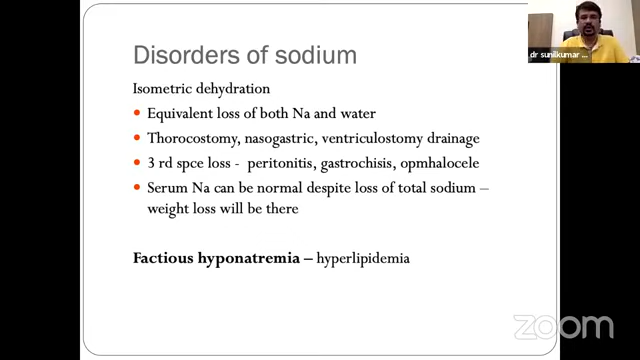 dr sunilkumar ...
Disorders of sodium
Isometric dehydration
• Equivalent loss of both Na and water
• Thorocostomy, nasogastric, ventriculostomy drainage
• 3 rd spce loss - peritonitis, gastrochisis, opmhalocele
• Serum Na can be normal despite loss of total sodium –
weight loss will be there
Factious hyponatremia – hyperlipidemia
zoom